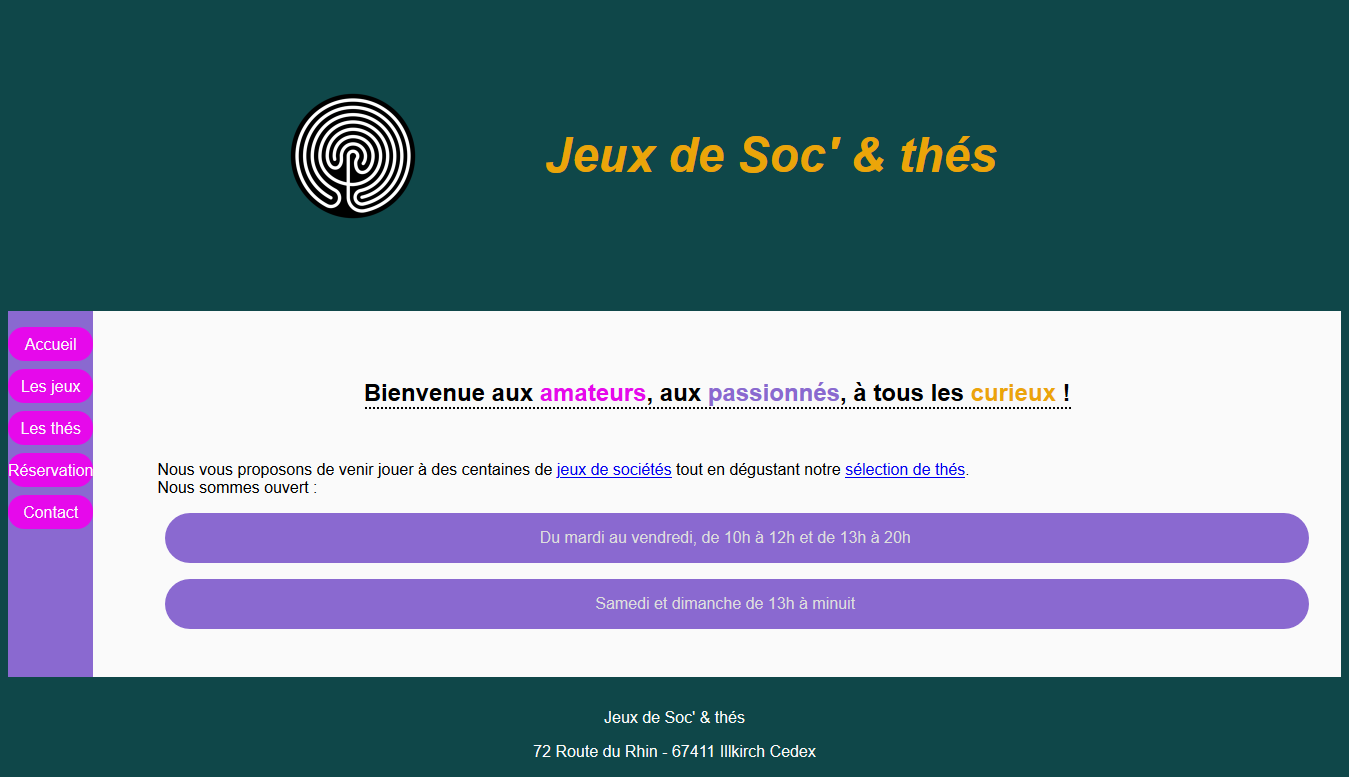 Jeux de Soc' & thés
Accueil
Les jeux
Les thés
Réservation
Contact
Bienvenue aux amateurs, aux passionnés, à tous les curieux !
Nous vous proposons de venir jouer à des centaines de jeux de sociétés tout en dégustant notre sélection de thés.
Nous sommes ouvert :
Du mardi au vendredi, de 10h à 12h et de 13h à 20h
Samedi et dimanche de 13h à minuit
Jeux de Soc' & thés
72 Route du Rhin - 67411 Illkirch Cedex